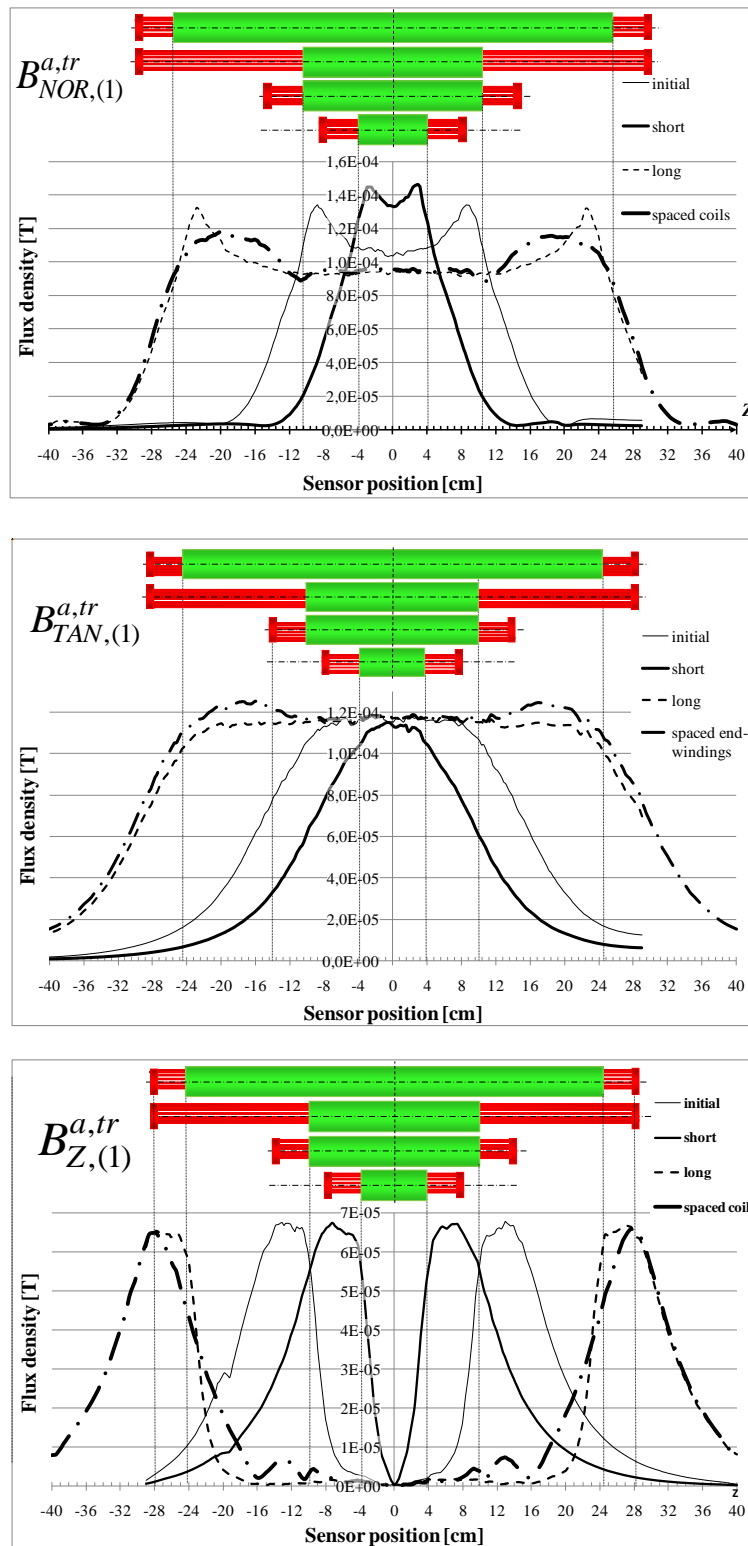 B_{NOR,(1)}^{a,tr}
initial
short
long
spaced coils
1,6E-04
1,4E-04
1,2E-04
1,0E-04
8,0E-05
6,0E-05
4,0E-05
2,0E-05
0,0E+00
Flux density [T]
z
-40 -36 -32 -28 -24 -20 -16 -12 -8 -4 0 4 8 12 16 20 24 28 32 36 40
Sensor position [cm]
B_{TAN,(1)}^{a,tr}
initial
short
long
spaced end-
windings
1,2E-04
1,0E-04
8,0E-05
6,0E-05
4,0E-05
2,0E-05
0,0E+00
Flux density [T]
-40 -36 -32 -28 -24 -20 -16 -12 -8 -4 0 4 8 12 16 20 24 28 32 36 40
Sensor position [cm]
B_{Z,(1)}^{a,tr}
initial
short
long
spaced coil
7E-05
6E-05
5E-05
4E-05
3E-05
2E-05
1E-05
0E+00
Flux density [T]
z
-40 -36 -32 -28 -24 -20 -16 -12 -8 -4 0 4 8 12 16 20 24 28 32 36 40
Sensor position [cm]